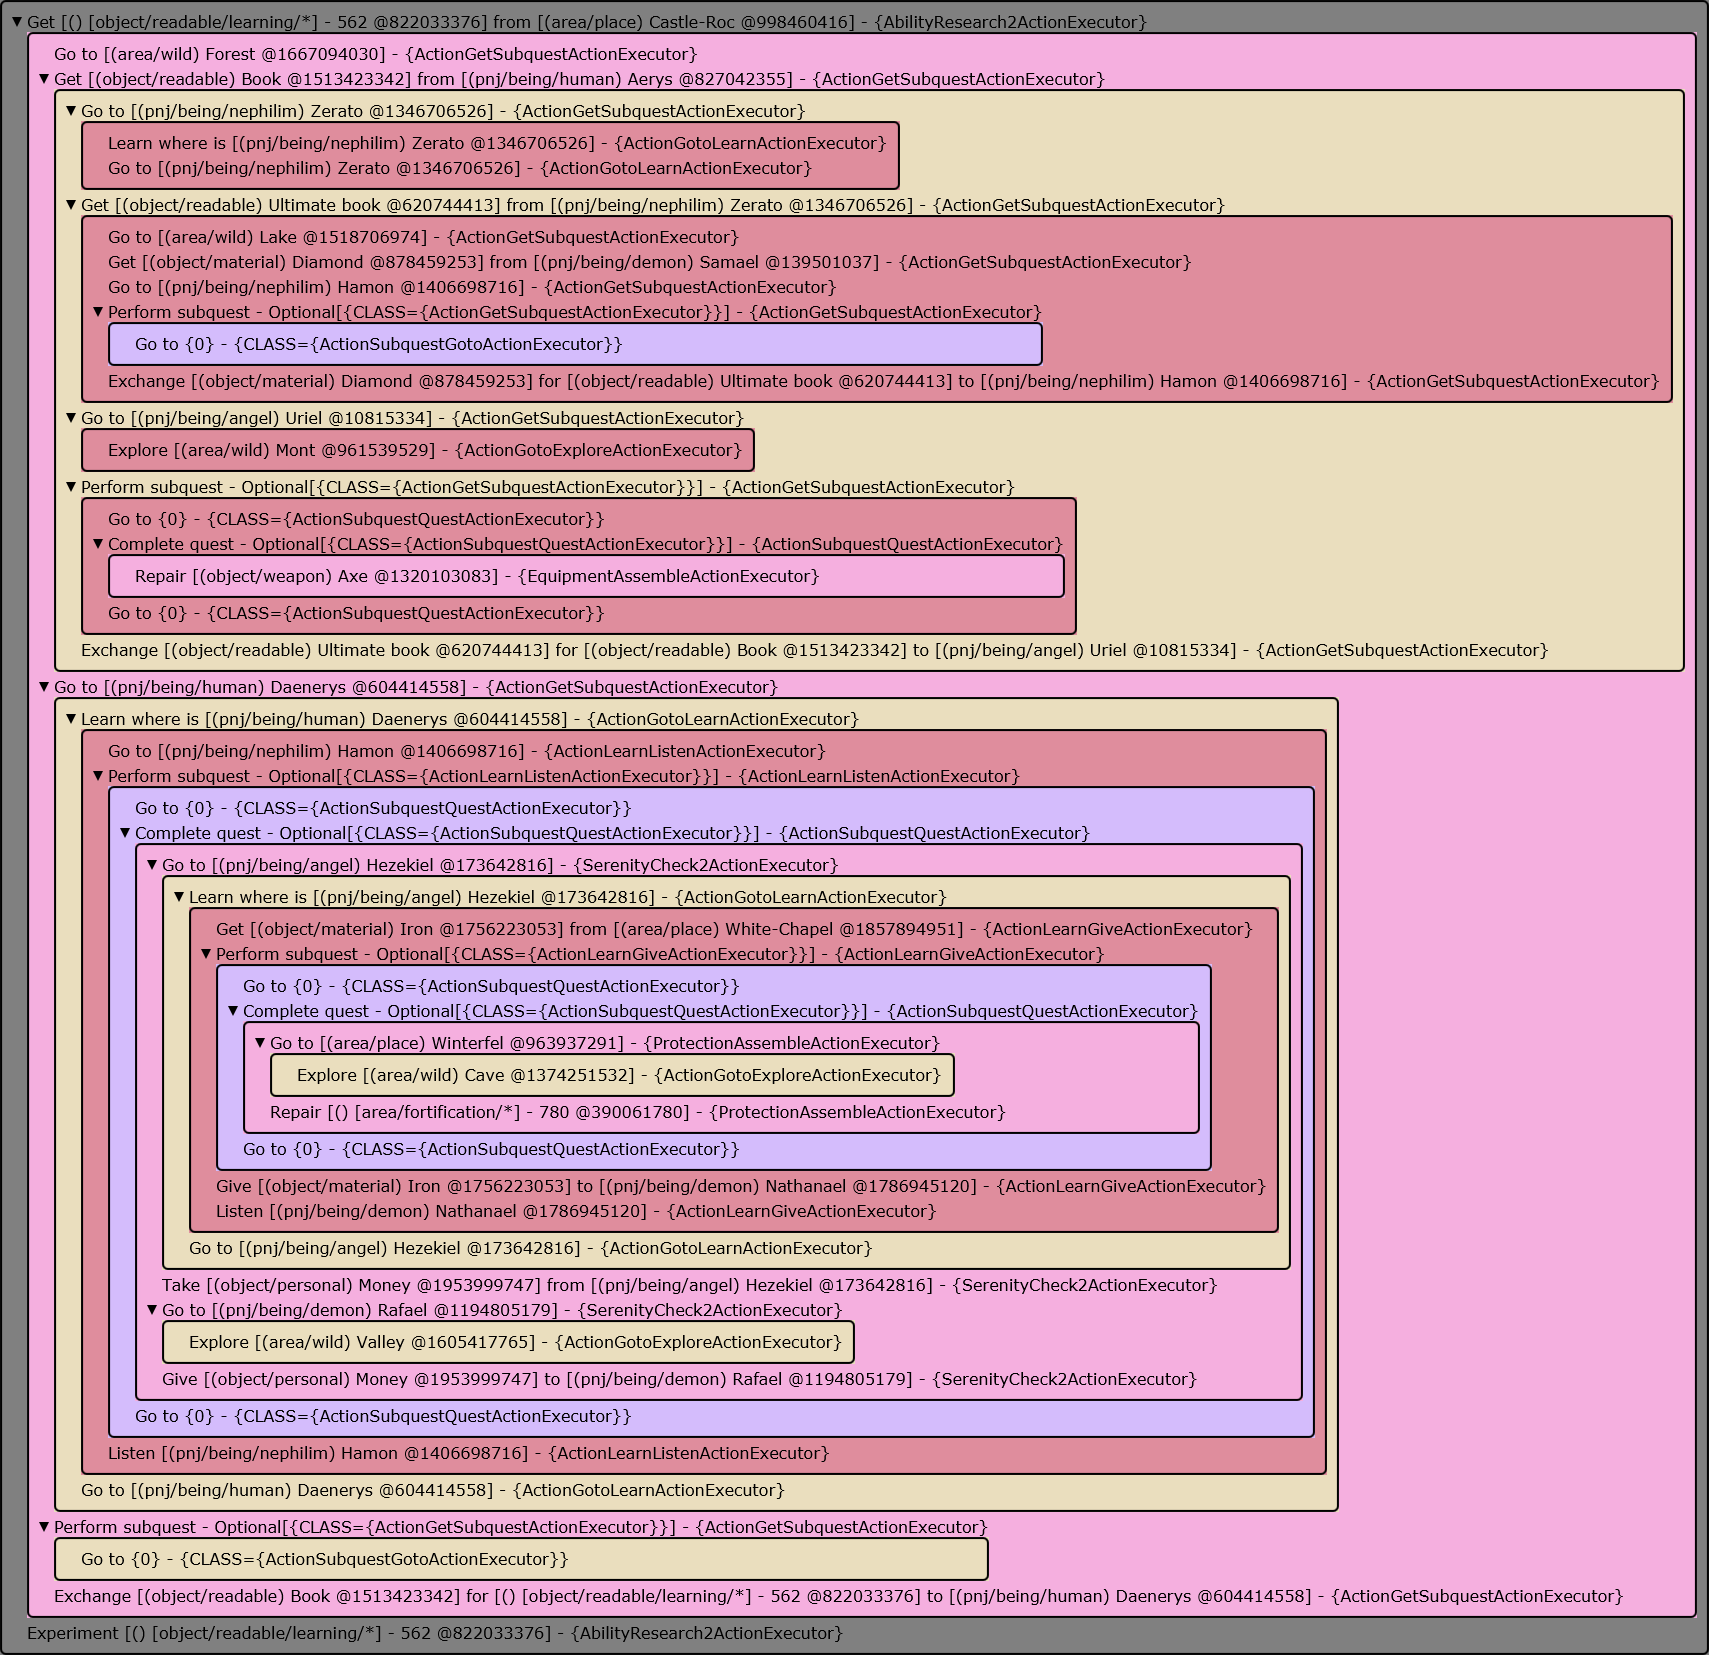 ▼ Get [() [object/readable/learning/*] - 562 @822033376] from [(area/place) Castle-Roc @998460416] - {AbilityResearch2ActionExecutor}
Go to [(area/wild) Forest @1667094030] - {ActionGetSubquestActionExecutor}
▼ Get [(object/readable) Book @1513423342] from [(pnj/being/human) Aerys @827042355] - {ActionGetSubquestActionExecutor}
▼ Go to [(pnj/being/nephilim) Zerato @1346706526] - {ActionGetSubquestActionExecutor}
Learn where is [(pnj/being/nephilim) Zerato @1346706526] - {ActionGotoLearnActionExecutor}
Go to [(pnj/being/nephilim) Zerato @1346706526] - {ActionGotoLearnActionExecutor}
▼ Get [(object/readable) Ultimate book @620744413] from [(pnj/being/nephilim) Zerato @1346706526] - {ActionGetSubquestActionExecutor}
Go to [(area/wild) Lake @1518706974] - {ActionGetSubquestActionExecutor}
Get [(object/material) Diamond @878459253] from [(pnj/being/demon) Samael @139501037] - {ActionGetSubquestActionExecutor}
Go to [(pnj/being/nephilim) Hamon @1406698716] - {ActionGetSubquestActionExecutor}
▼ Perform subquest - Optional[{CLASS={ActionGetSubquestActionExecutor}}] - {ActionGetSubquestActionExecutor}
Go to {0} - {CLASS={ActionSubquestGotoActionExecutor}}
Exchange [(object/material) Diamond @878459253] for [(object/readable) Ultimate book @620744413] to [(pnj/being/nephilim) Hamon @1406698716] - {ActionGetSubquestActionExecutor}
▼ Go to [(pnj/being/angel) Uriel @10815334] - {ActionGetSubquestActionExecutor}
Explore [(area/wild) Mont @961539529] - {ActionGotoExploreActionExecutor}
▼ Perform subquest - Optional[{CLASS={ActionGetSubquestActionExecutor}}] - {ActionGetSubquestActionExecutor}
Go to {0} - {CLASS={ActionSubquestQuestActionExecutor}}
▼ Complete quest - Optional[{CLASS={ActionSubquestQuestActionExecutor}}] - {ActionSubquestQuestActionExecutor}
Repair [(object/weapon) Axe @1320103083] - {EquipmentAssembleActionExecutor}
Go to {0} - {CLASS={ActionSubquestQuestActionExecutor}}
Exchange [(object/readable) Ultimate book @620744413] for [(object/readable) Book @1513423342] to [(pnj/being/angel) Uriel @10815334] - {ActionGetSubquestActionExecutor}
▼ Go to [(pnj/being/human) Daenerys @604414558] - {ActionGetSubquestActionExecutor}
▼ Learn where is [(pnj/being/human) Daenerys @604414558] - {ActionGotoLearnActionExecutor}
Go to [(pnj/being/nephilim) Hamon @1406698716] - {ActionLearnListenActionExecutor}
▼ Perform subquest - Optional[{CLASS={ActionLearnListenActionExecutor}}] - {ActionLearnListenActionExecutor}
Go to {0} - {CLASS={ActionSubquestQuestActionExecutor}}
▼ Complete quest - Optional[{CLASS={ActionSubquestQuestActionExecutor}}] - {ActionSubquestQuestActionExecutor}
▼ Go to [(pnj/being/angel) Hezekiel @173642816] - {SerenityCheck2ActionExecutor}
▼ Learn where is [(pnj/being/angel) Hezekiel @173642816] - {ActionGotoLearnActionExecutor}
Get [(object/material) Iron @1756223053] from [(area/place) White-Chapel @1857894951] - {ActionLearnGiveActionExecutor}
▼ Perform subquest - Optional[{CLASS={ActionLearnGiveActionExecutor}}] - {ActionLearnGiveActionExecutor}
Go to {0} - {CLASS={ActionSubquestQuestActionExecutor}}
▼ Complete quest - Optional[{CLASS={ActionSubquestQuestActionExecutor}}] - {ActionSubquestQuestActionExecutor}
▼ Go to [(area/place) Winterfel @963937291] - {ProtectionAssembleActionExecutor}
Explore [(area/wild) Cave @1374251532] - {ActionGotoExploreActionExecutor}
Repair [() [area/fortification/*] - 780 @390061780] - {ProtectionAssembleActionExecutor}
Go to {0} - {CLASS={ActionSubquestQuestActionExecutor}}
Give [(object/material) Iron @1756223053] to [(pnj/being/demon) Nathanael @1786945120] - {ActionLearnGiveActionExecutor}
Listen [(pnj/being/demon) Nathanael @1786945120] - {ActionLearnGiveActionExecutor}
Go to [(pnj/being/angel) Hezekiel @173642816] - {ActionGotoLearnActionExecutor}
Take [(object/personal) Money @1953999747] from [(pnj/being/angel) Hezekiel @173642816] - {SerenityCheck2ActionExecutor}
▼ Go to [(pnj/being/demon) Rafael @1194805179] - {SerenityCheck2ActionExecutor}
Explore [(area/wild) Valley @1605417765] - {ActionGotoExploreActionExecutor}
Give [(object/personal) Money @1953999747] to [(pnj/being/demon) Rafael @1194805179] - {SerenityCheck2ActionExecutor}
Go to {0} - {CLASS={ActionSubquestQuestActionExecutor}}
Listen [(pnj/being/nephilim) Hamon @1406698716] - {ActionLearnListenActionExecutor}
Go to [(pnj/being/human) Daenerys @604414558] - {ActionGotoLearnActionExecutor}
▼ Perform subquest - Optional[{CLASS={ActionGetSubquestActionExecutor}}] - {ActionGetSubquestActionExecutor}
Go to {0} - {CLASS={ActionSubquestGotoActionExecutor}}
Exchange [(object/readable) Book @1513423342] for [() [object/readable/learning/*] - 562 @822033376] to [(pnj/being/human) Daenerys @604414558] - {ActionGetSubquestActionExecutor}
Experiment [() [object/readable/learning/*] - 562 @822033376] - {AbilityResearch2ActionExecutor}